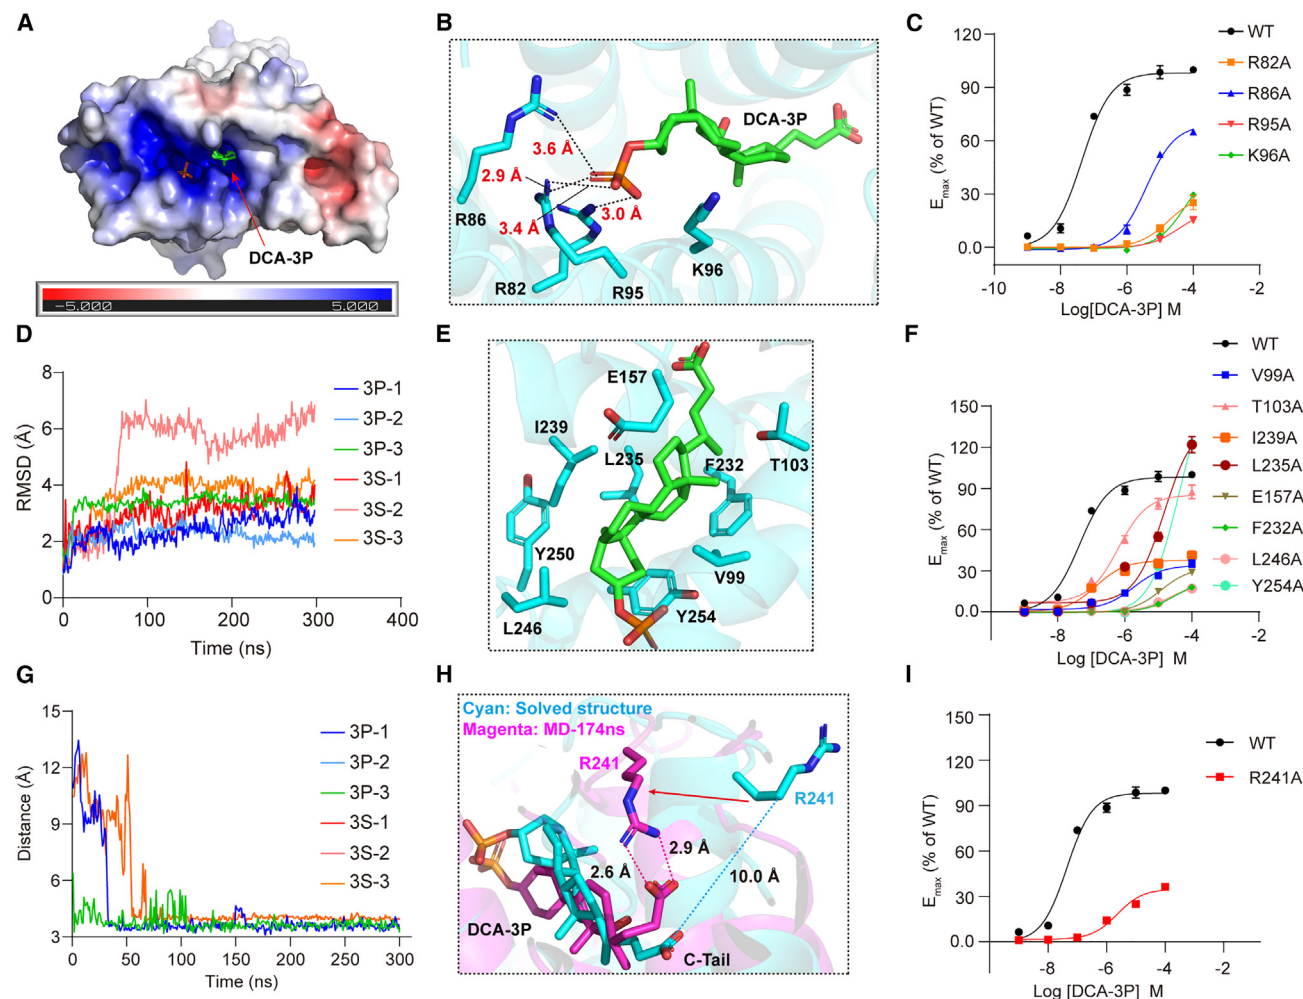 A
DCA-3P
-5.000
5.000
B
DCA-3P
3.6 Å
2.9 Å
3.4 Å
3.0 Å
R86
R82
R95
K96
C
E max (% of WT)
120
90
60
30
0.0
-10
-8
-6
-4
-2
Log[DCA-3P] M
WT
R82A
R86A
R95A
K96A
D
RMSD (Å)
8
6
4
2
0
0
100
200
300
400
Time (ns)
3P-1
3P-2
3P-3
3S-1
3S-2
3S-3
E
E157
I239
L235
F232
T103
Y250
V99
L246
Y254
F
E max (% of WT)
150
120
90
60
30
0.0
-8
-6
-4
-2
Log [DCA-3P] M
WT
V99A
T103A
I239A
L235A
E157A
F232A
L246A
Y254A
G
Distance (Å)
15
12
9
6
3
0
50
100
150
200
250
300
Time (ns)
3P-1
3P-2
3P-3
3S-1
3S-2
3S-3
H
Cyan: Solved structure
Magenta: MD-174ns
R241
R241
2.9 Å
2.6 Å
10.0 Å
DCA-3P
C-Tail
I
E max (% of WT)
150
120
90
60
30
0.0
-8
-6
-4
-2
Log [DCA-3P] M
WT
R241A